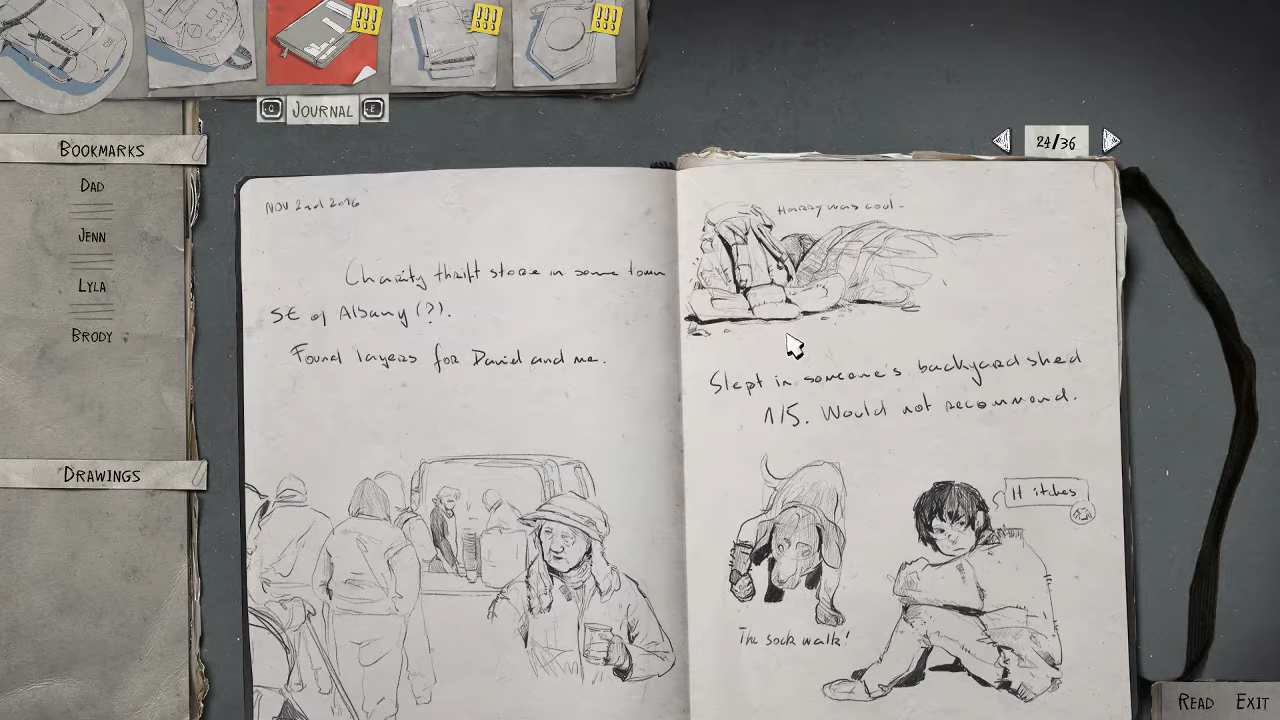 Q
JOURNAL
E
BOOKMARKS
DAD
JENN
LYLA
BRODY
DRAWINGS
24/36
NOV 2nd 2016
Charity thrift store in some town
SE of Albany (?).
Found layers for David and me.
Harry was cool.
Slept in someone's backyard shed
1/5. Would not recommend.
It itches
The sock walk!
READ EXIT